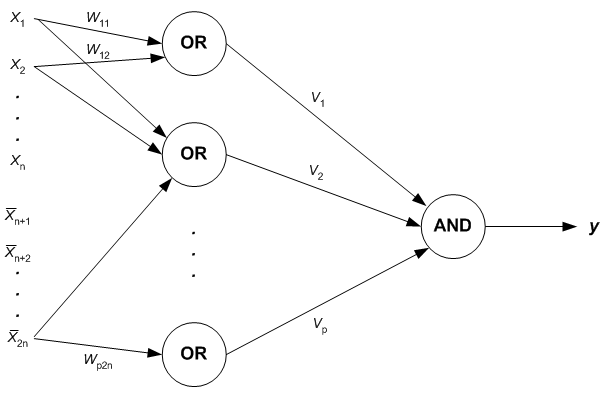 X1 W11 OR
X2 W12
.
.
.
Xn OR
V1
V2
X̅n+1
X̅n+2
.
.
.
X̅2n
Wp2n
.
.
.
OR
Vp
AND y